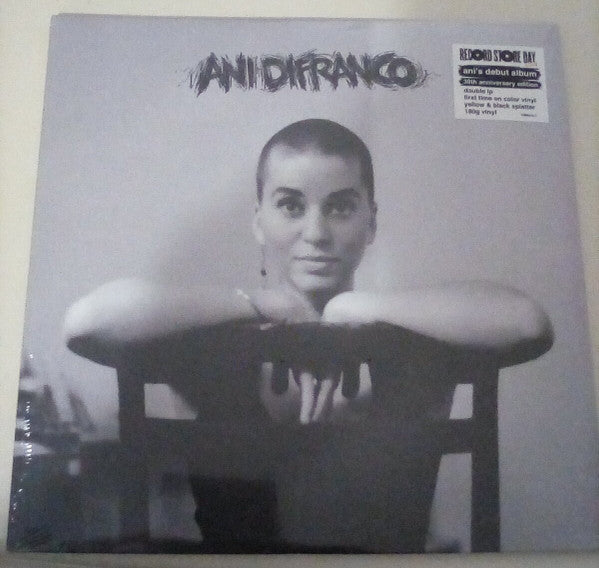 ANI DIFRANCO
RECORD STORE DAY
ani's debut album
30th anniversary edition
double lp
first time on color vinyl
yellow & black splatter
180g vinyl